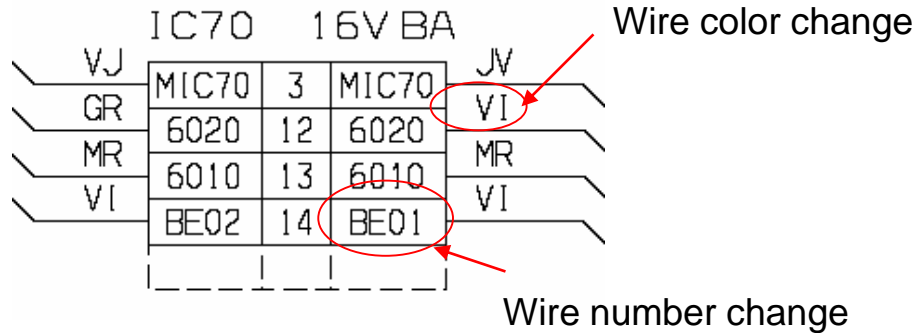 Wire color change
IC70 16V BA
VJ MIC70 3 MIC70 JV
GR 6020 12 6020 VI
MR 6010 13 6010 MR
VI BE02 14 BE01 VI
Wire number change